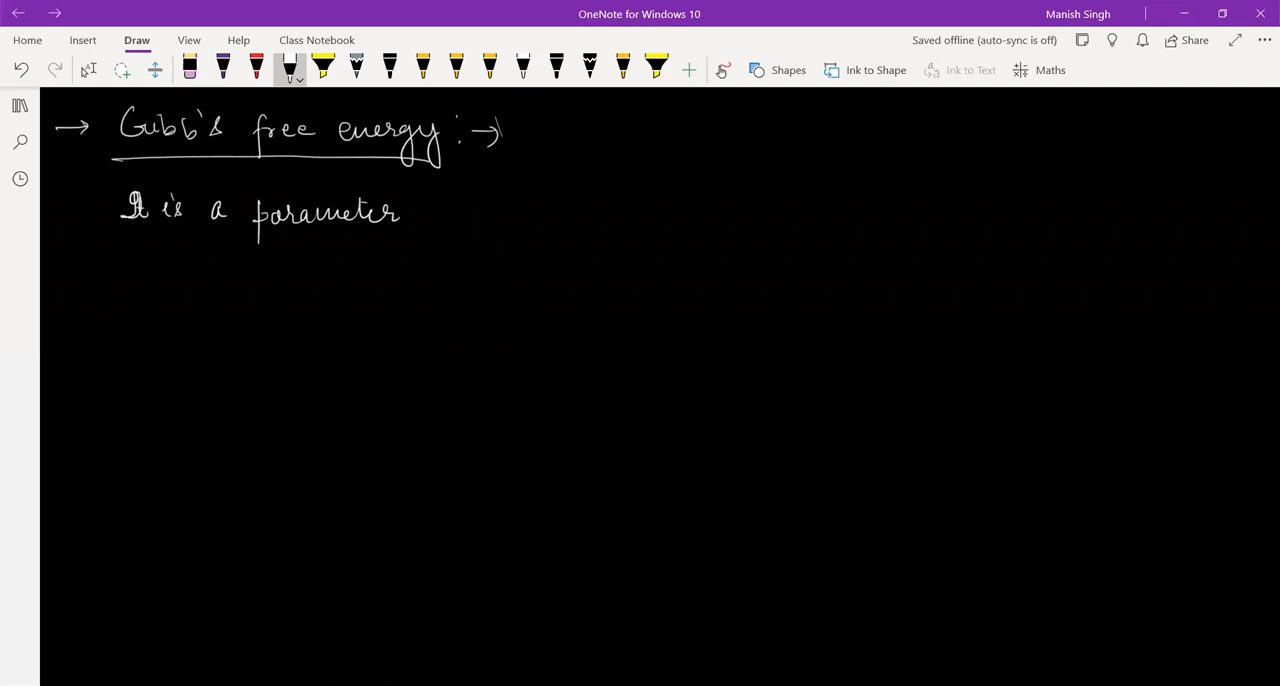 OneNote for Windows 10
Manish Singh
Home Insert Draw View Help Class Notebook
Saved offline (auto-sync is off) Share
Shapes Ink to Shape Ink to Text Maths
→ Gibb's free energy :→
It is a parameter